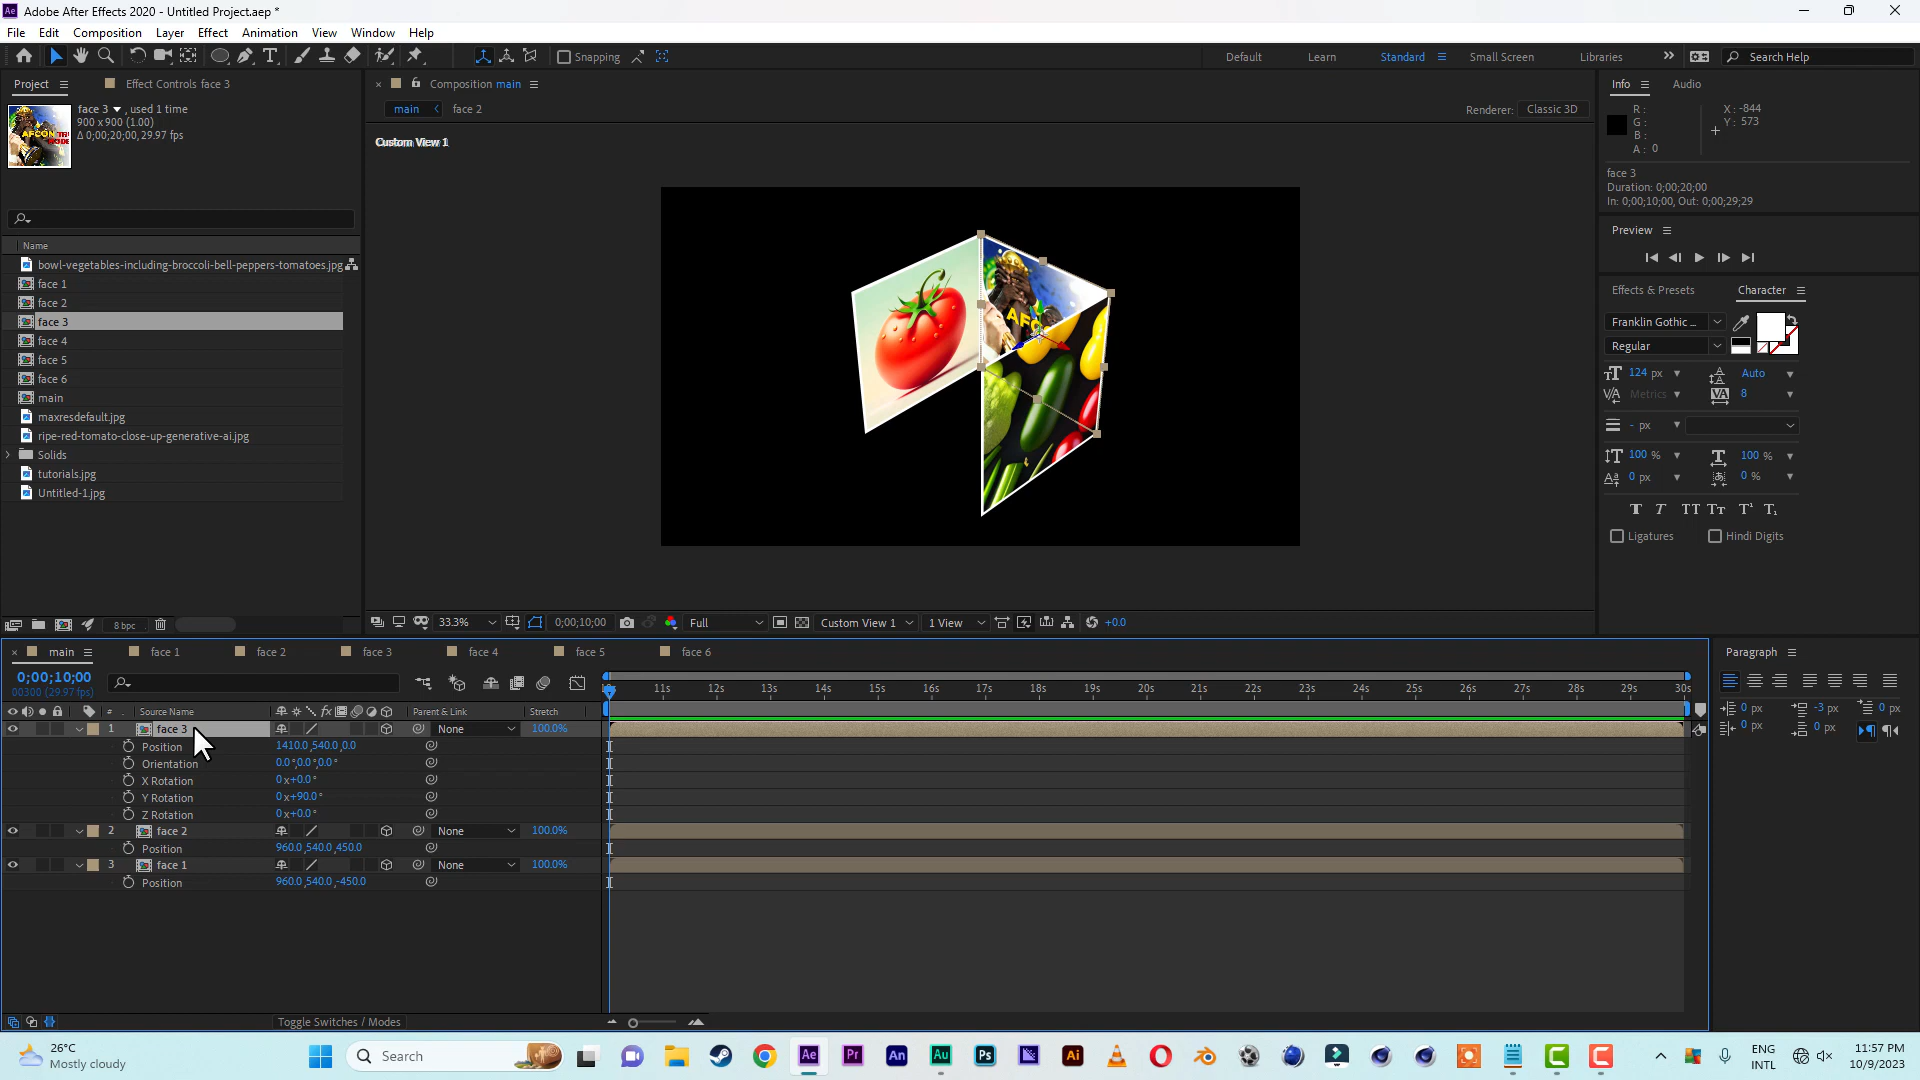 Adobe After Effects 2020 - Untitled Project.aep *
File Edit Composition Layer Effect Animation View Window Help
Snapping
Default Learn Standard Small Screen Libraries Search Help
Project Effect Controls face 3
face 3 , used 1 time
900 x 900 (1.00)
Δ 0;00;20;00, 29.97 fps
Name
bowl-vegetables-including-broccoli-bell-peppers-tomatoes.jpg
face 1
face 2
face 3
face 4
face 5
face 6
main
maxresdefault.jpg
ripe-red-tomato-close-up-generative-ai.jpg
Solids
tutorials.jpg
Untitled-1.jpg
8 bpc
Composition main
main face 2
Renderer: Classic 3D
Custom View 1
33.3% 0;00;10;00 Full Custom View 1 1 View +0.0
Info Audio
R :
G :
B :
A : 0
X : -844
Y : 573
face 3
Duration: 0;00;20;00
In: 0;00;10;00, Out: 0;00;29;29
Preview
Effects & Presets Character
Franklin Gothic ...
Regular
124 px Auto
Metrics 8
- px
100 % 100 %
0 px 0 %
T T TT Tт T¹ T₁
Ligatures Hindi Digits
main face 1 face 2 face 3 face 4 face 5 face 6
0;00;10;00
00300 (29.97 fps)
11s 12s 13s 14s 15s 16s 17s 18s 19s 20s 21s 22s 23s 24s 25s 26s 27s 28s 29s 30s
# Source Name Parent & Link Stretch
1 face 3 None 100.0%
Position 1410.0,540.0,0.0
Orientation 0.0°,0.0°,0.0°
X Rotation 0x+0.0°
Y Rotation 0x+90.0°
Z Rotation 0x+0.0°
2 face 2 None 100.0%
Position 960.0,540.0,450.0
3 face 1 None 100.0%
Position 960.0,540.0,-450.0
Toggle Switches / Modes
Paragraph
0 px -3 px 0 px
0 px 0 px
26°C
Mostly cloudy
Search
ENG
INTL
11:57 PM
10/9/2023